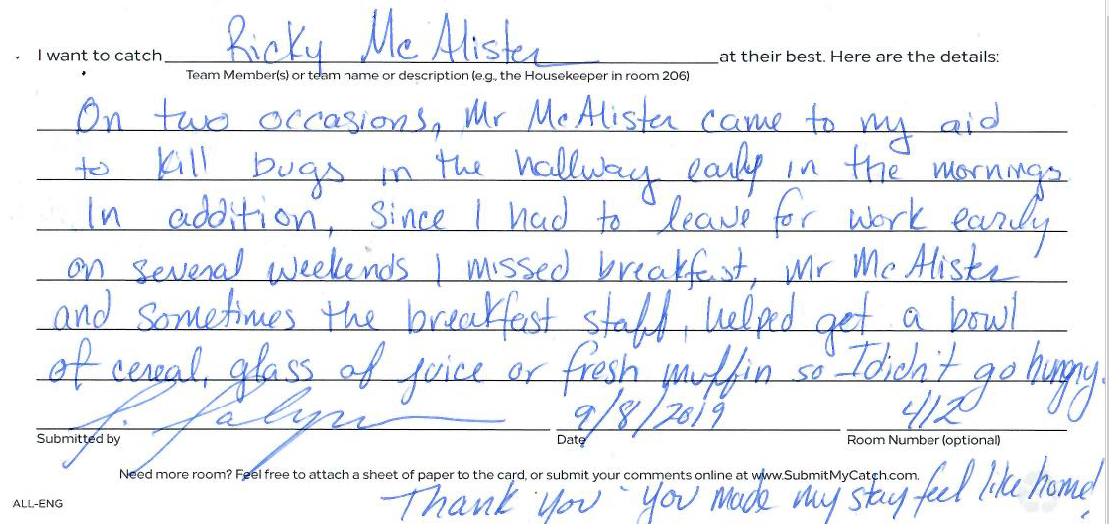 I want to catch Ricky McAlister at their best. Here are the details:
Team Member(s) or team name or description (e.g., the Housekeeper in room 206)
On two occasions, Mr McAlister came to my aid
to kill bugs in the hallway early in the mornings
In addition, since I had to leave for work early
on several weekends I missed breakfast, Mr McAlister
and sometimes the breakfast staff, helped get a bowl
of cereal, glass of juice or fresh muffin so I didn't go hungry.
9/8/2019 412
Submitted by Date Room Number (optional)
Need more room? Feel free to attach a sheet of paper to the card, or submit your comments online at www.SubmitMyCatch.com.
ALL-ENG
Thank you - you made my stay feel like home!